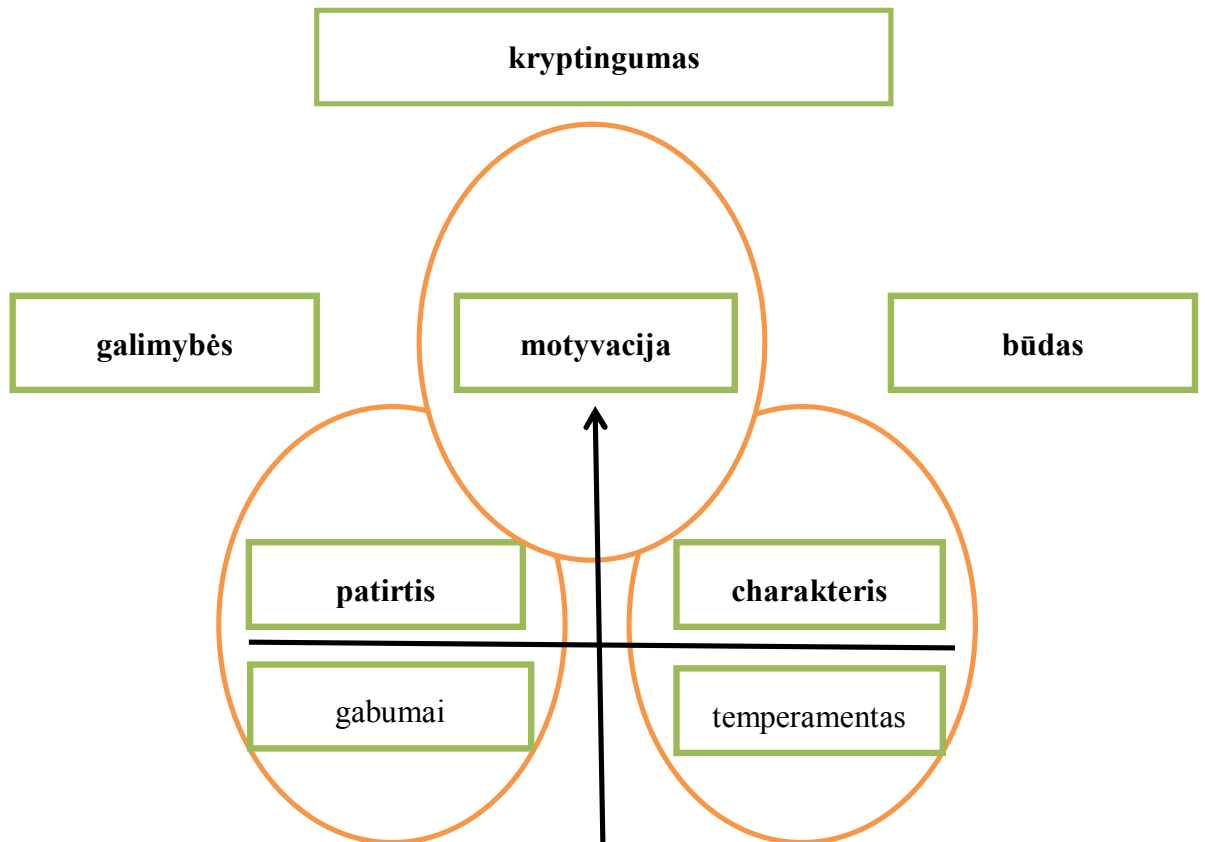 kryptingumas
galimybės
motyvacija
būdas
patirtis
charakteris
gabumai
temperamentas